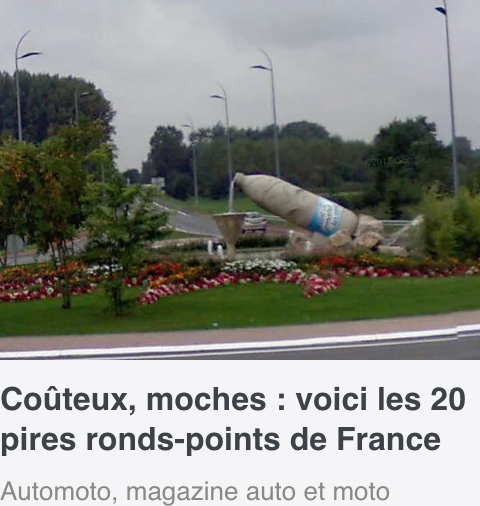 Coûteux, moches : voici les 20
pires ronds-points de France
Automoto, magazine auto et moto